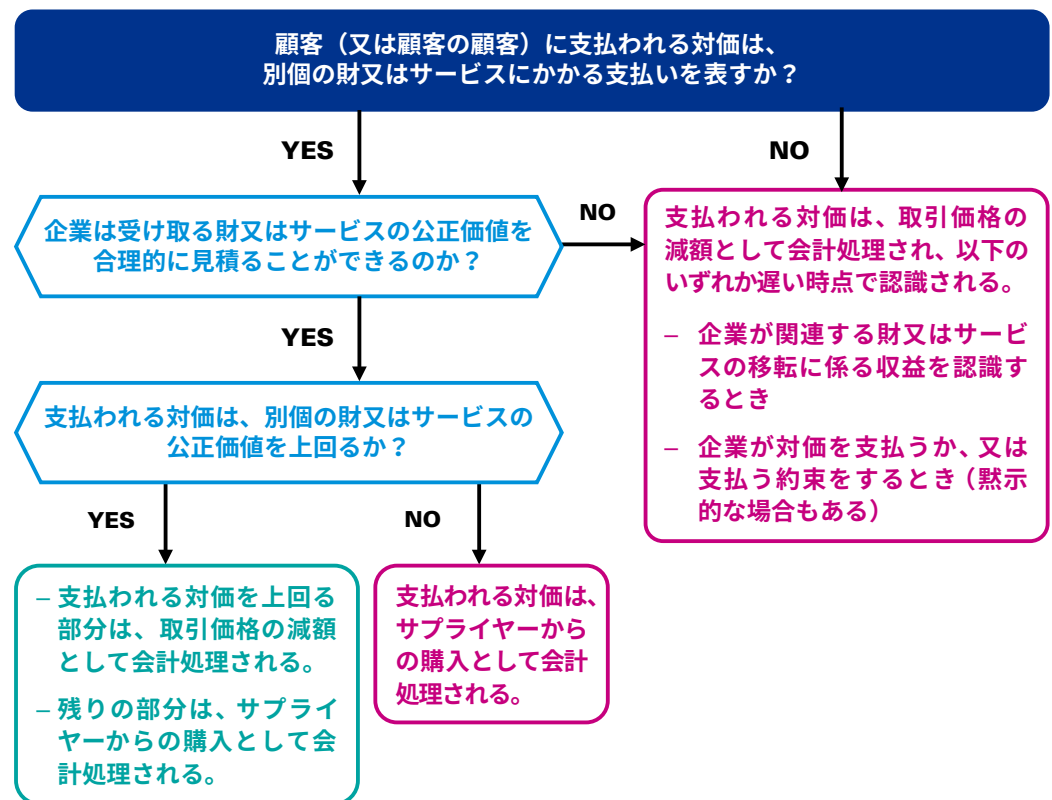 顧客（又は顧客の顧客）に支払われる対価は、
別個の財又はサービスにかかる支払いを表すか？
YES
NO
企業は受け取る財又はサービスの公正価値を
合理的に見積ることができるのか？
NO
支払われる対価は、取引価格の
減額として会計処理され、以下の
いずれか遅い時点で認識される。
– 企業が関連する財又はサービ
スの移転に係る収益を認識す
るとき
– 企業が対価を支払うか、又は
支払う約束をするとき（黙示
的な場合もある）
YES
支払われる対価は、別個の財又はサービスの
公正価値を上回るか？
YES
NO
– 支払われる対価を上回る
部分は、取引価格の減額
として会計処理される。
– 残りの部分は、サプライ
ヤーからの購入として会
計処理される。
支払われる対価は、
サプライヤーから
の購入として会計
処理される。